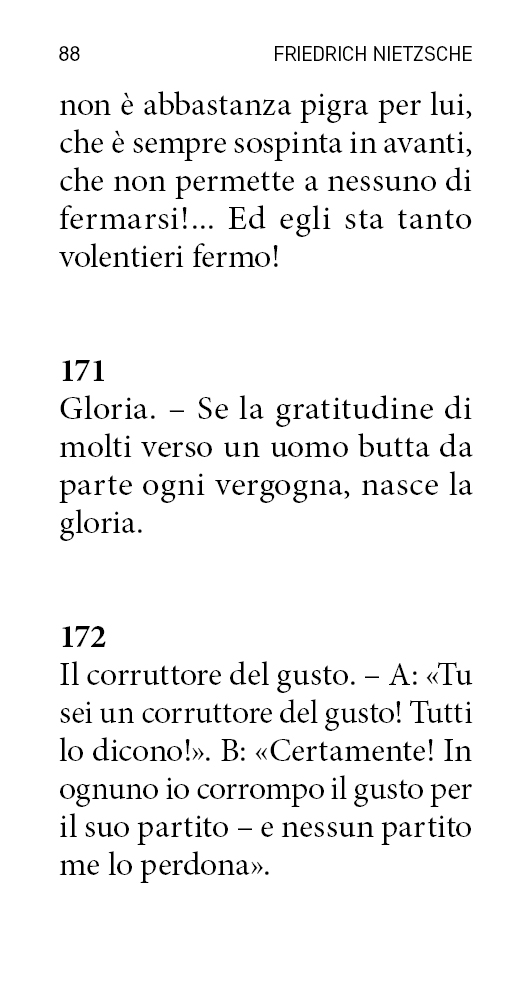 88 FRIEDRICH NIETZSCHE
non è abbastanza pigra per lui,
che è sempre sospinta in avanti,
che non permette a nessuno di
fermarsi!... Ed egli sta tanto
volentieri fermo!
171
Gloria. – Se la gratitudine di
molti verso un uomo butta da
parte ogni vergogna, nasce la
gloria.
172
Il corruttore del gusto. – A: «Tu
sei un corruttore del gusto! Tutti
lo dicono!». B: «Certamente! In
ognuno io corrompo il gusto per
il suo partito – e nessun partito
me lo perdona».